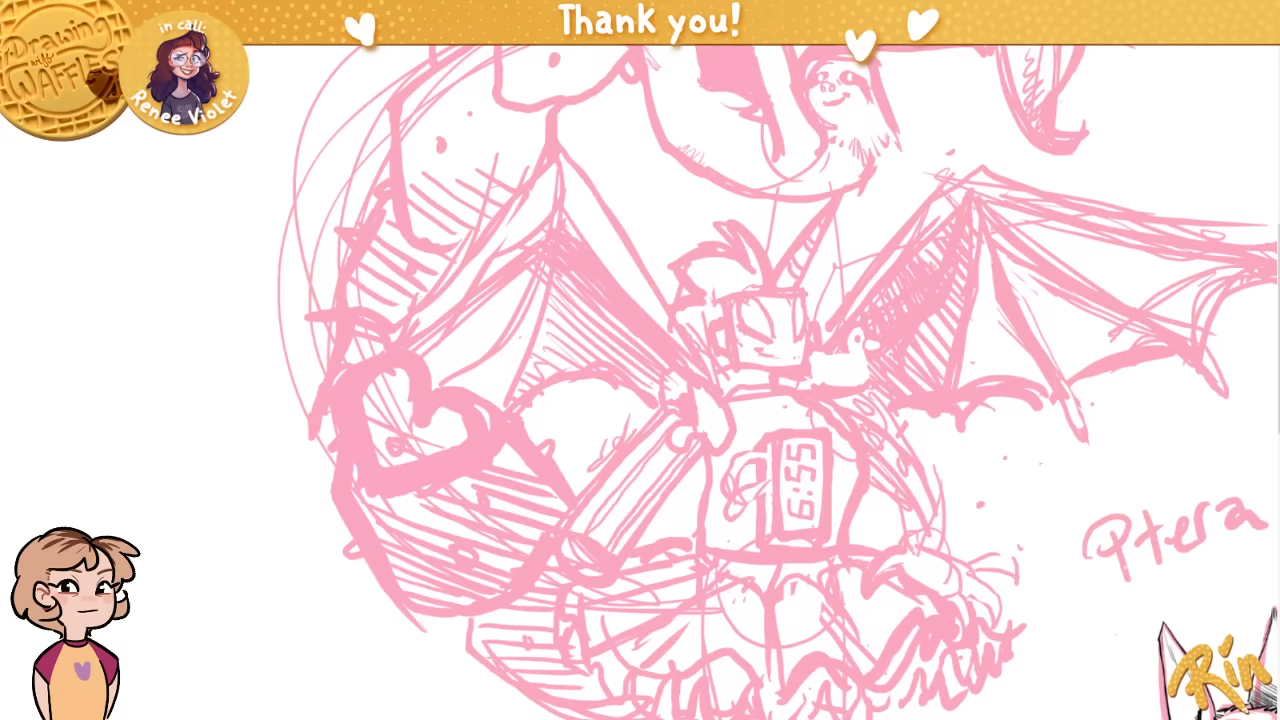 Thank you!
Drawing
with
WAFFLES
in call:
Renee Violet
6:55
Ptera
Rin